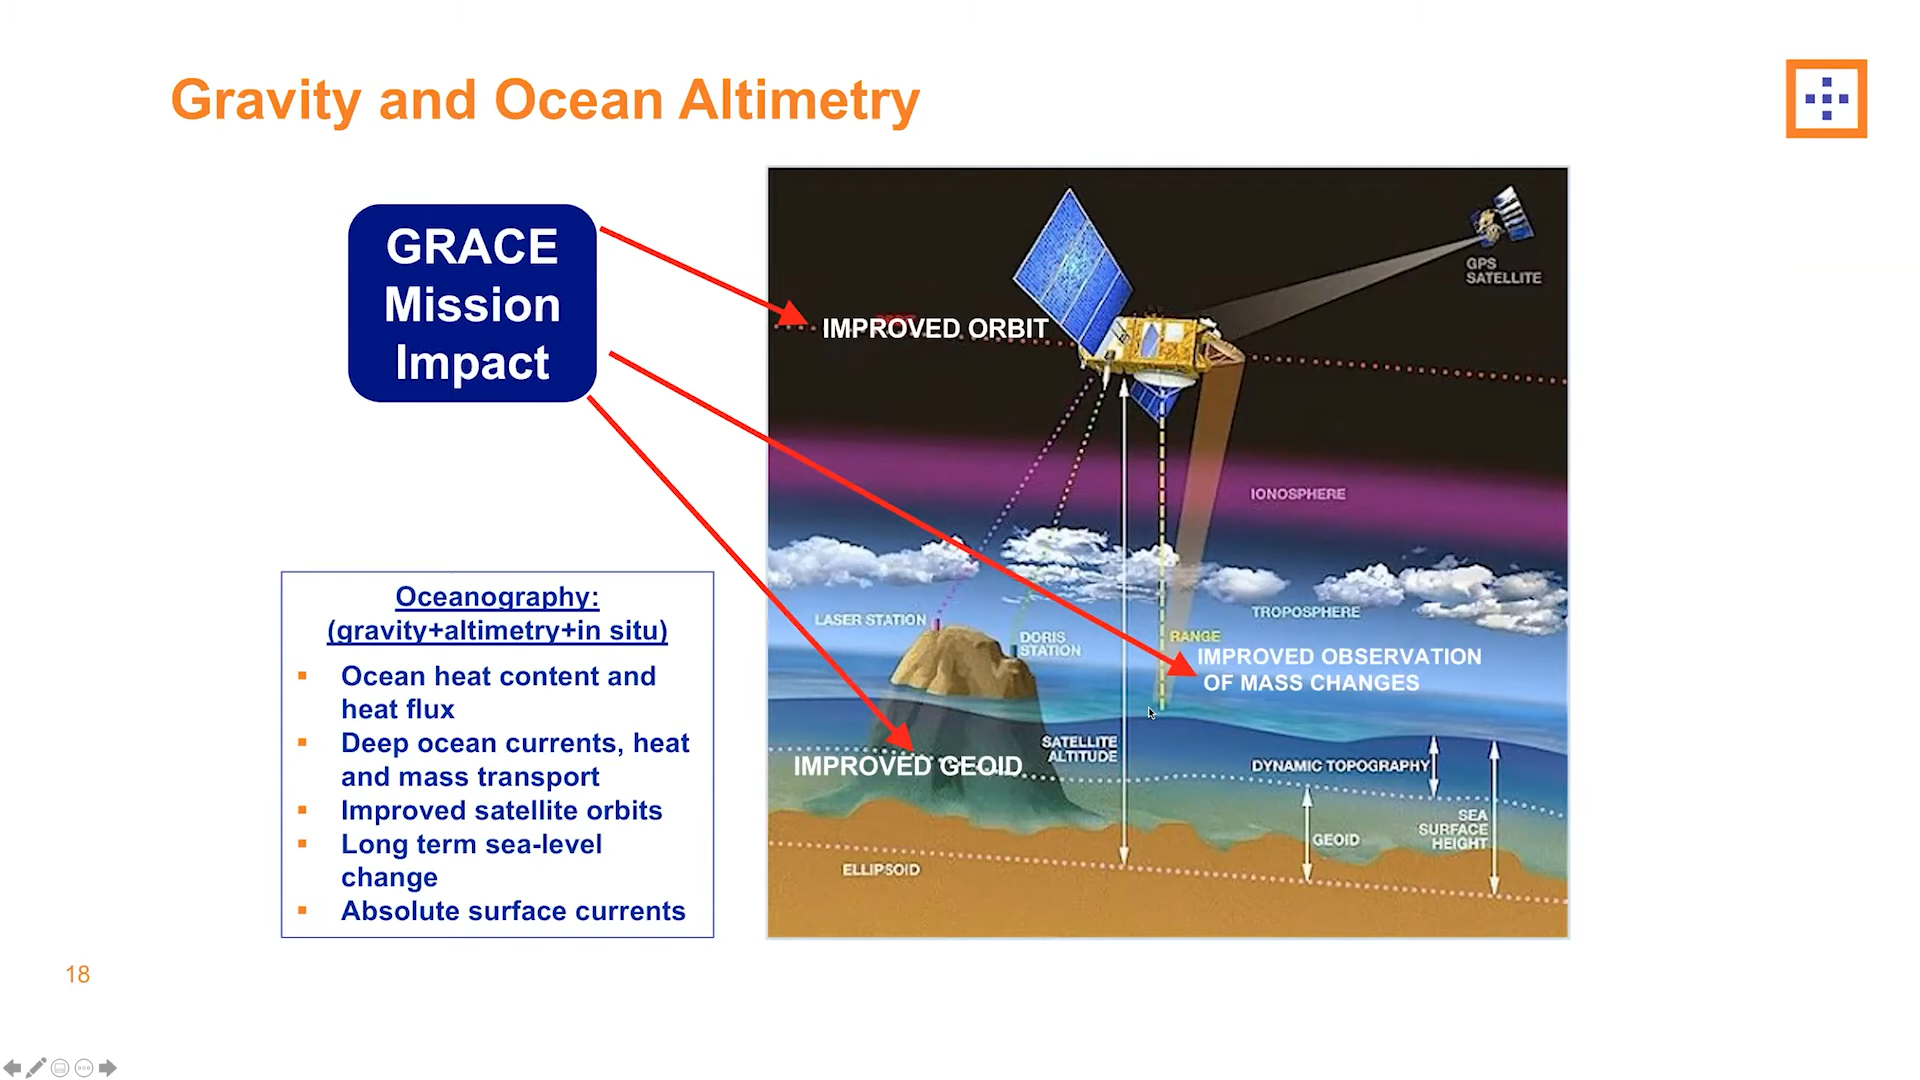 Gravity and Ocean Altimetry
GRACE
Mission
Impact
IMPROVED ORBIT
GPS
SATELLITE
IONOSPHERE
TROPOSPHERE
LASER STATION
DORIS
STATION
RANGE
IMPROVED OBSERVATION
OF MASS CHANGES
SATELLITE
ALTITUDE
IMPROVED GEOID
DYNAMIC TOPOGRAPHY
SEA
SURFACE
HEIGHT
GEOID
ELLIPSOID
Oceanography:
(gravity+altimetry+in situ)
▪ Ocean heat content and
heat flux
▪ Deep ocean currents, heat
and mass transport
▪ Improved satellite orbits
▪ Long term sea-level
change
▪ Absolute surface currents
18